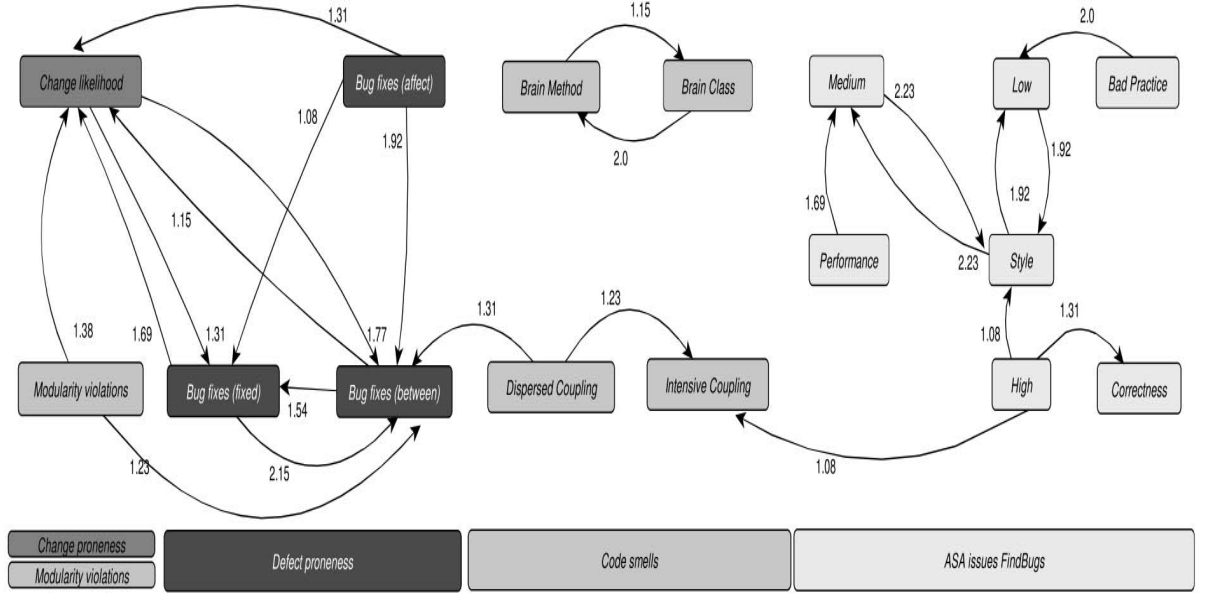 1.31
1.15
2.0
Change likelihood
Bug fixes (affect)
Brain Method
Brain Class
Medium
Low
Bad Practice
1.08
2.23
1.92
2.0
1.92
1.15
1.69
1.92
Performance
2.23
Style
1.31
1.23
1.38
1.69
1.31
1.77
1.08
1.31
Modularity violations
Bug fixes (fixed)
Bug fixes (between)
Dispersed Coupling
Intensive Coupling
High
Correctness
1.54
1.23
2.15
1.08
Change proneness
Modularity violations
Defect proneness
Code smells
ASA issues FindBugs